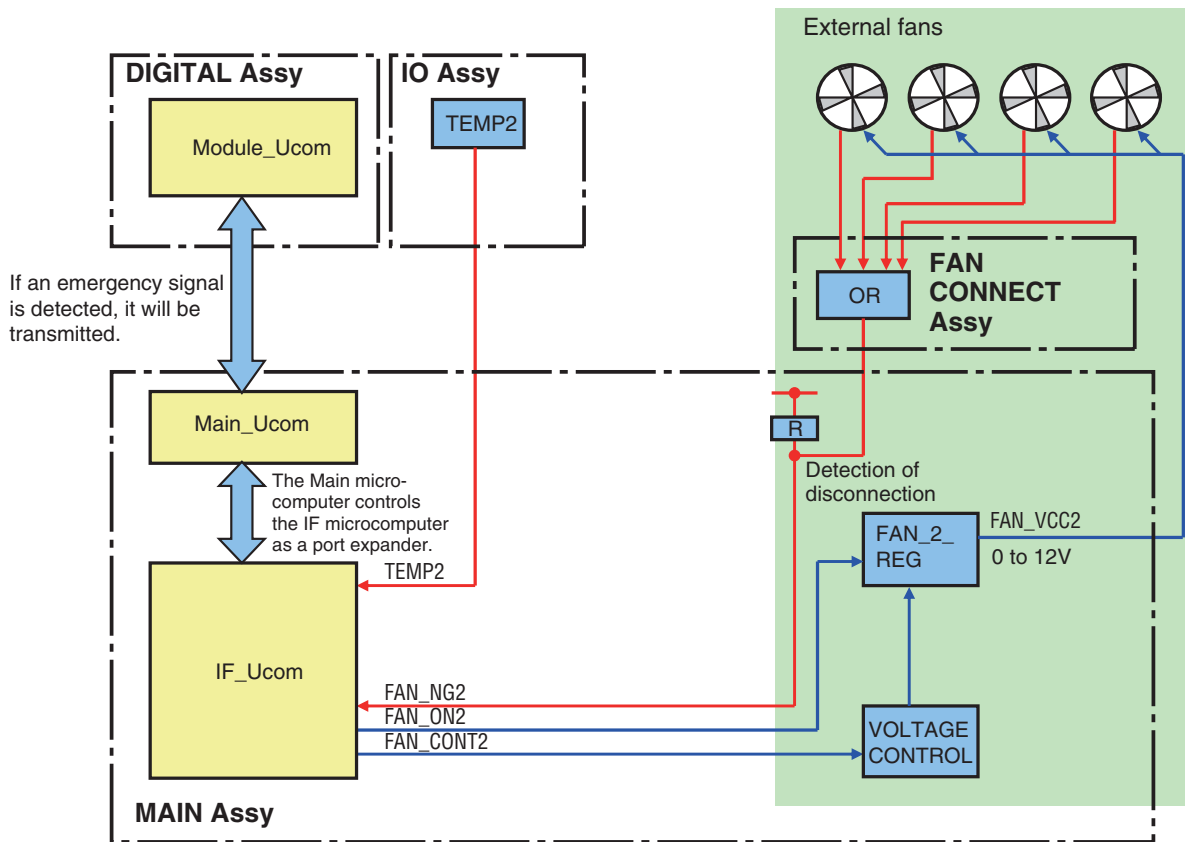 External fans
DIGITAL Assy
IO Assy
Module_Ucom
TEMP2
If an emergency signal
is detected, it will be
transmitted.
OR
FAN
CONNECT
Assy
Main_Ucom
R
The Main micro-
computer controls
the IF microcomputer
as a port expander.
Detection of
disconnection
TEMP2
FAN_2_
REG
FAN_VCC2
0 to 12V
IF_Ucom
FAN_NG2
FAN_ON2
FAN_CONT2
VOLTAGE
CONTROL
MAIN Assy